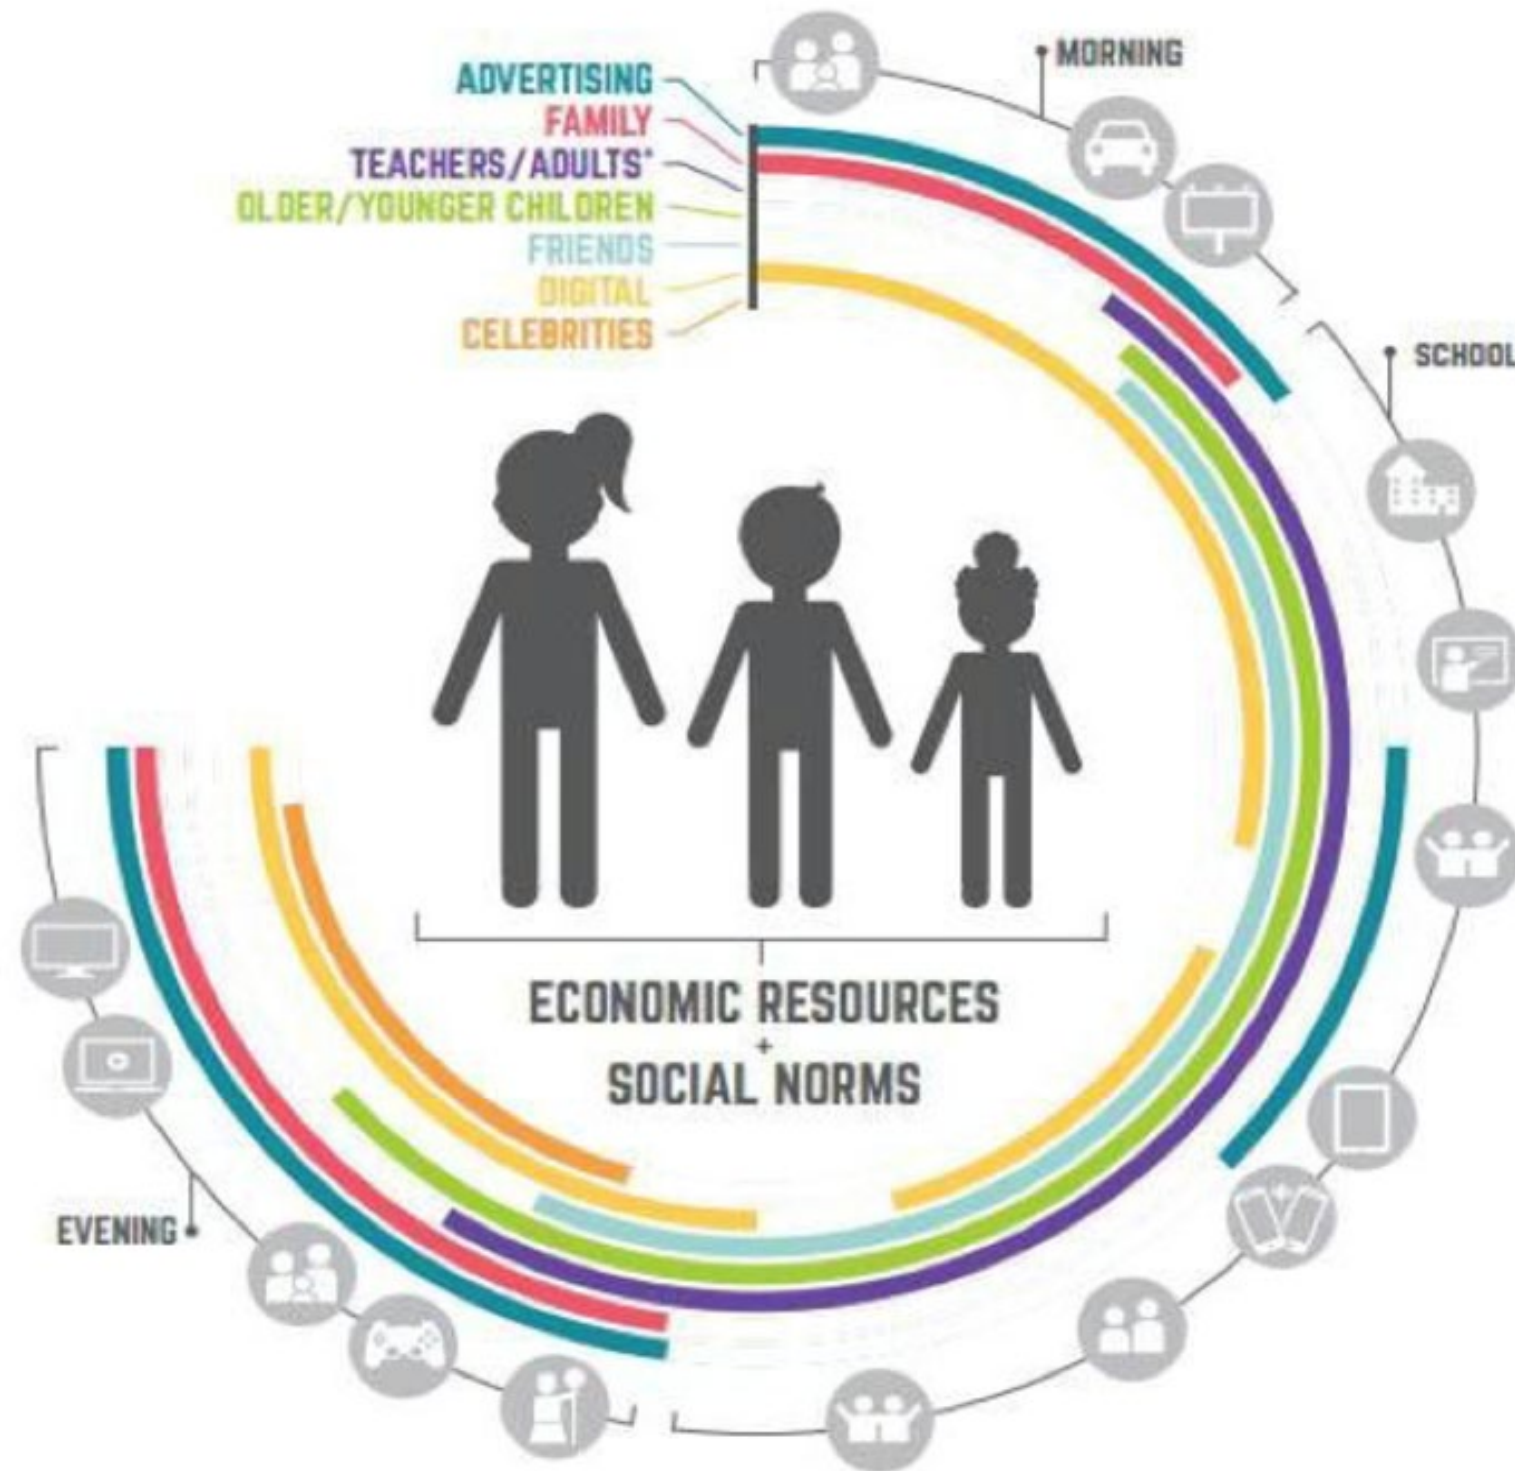 ADVERTISING
FAMILY
TEACHERS/ADULTS*
OLDER/YOUNGER CHILDREN
FRIENDS
DIGITAL
CELEBRITIES
MORNING
SCHOOL
ECONOMIC RESOURCES
+
SOCIAL NORMS
EVENING